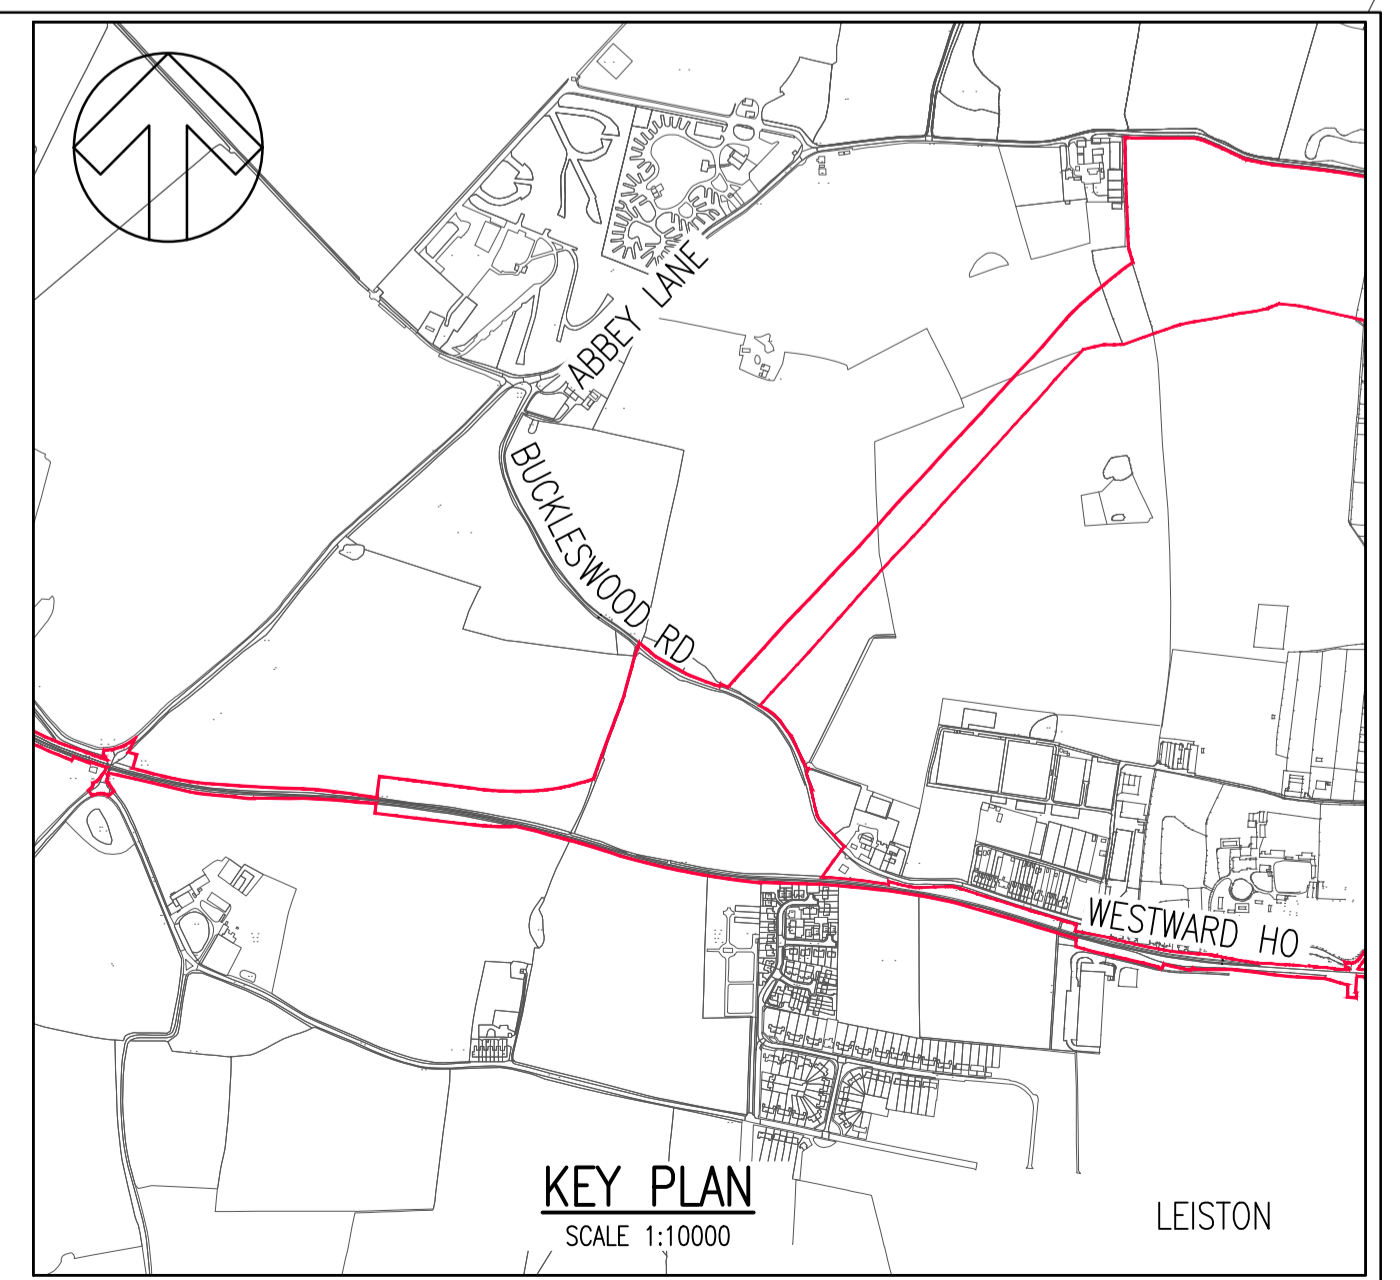 ABBEY LANE
BUCKLESWOOD RD
WESTWARD HO
KEY PLAN
SCALE 1:10000
LEISTON